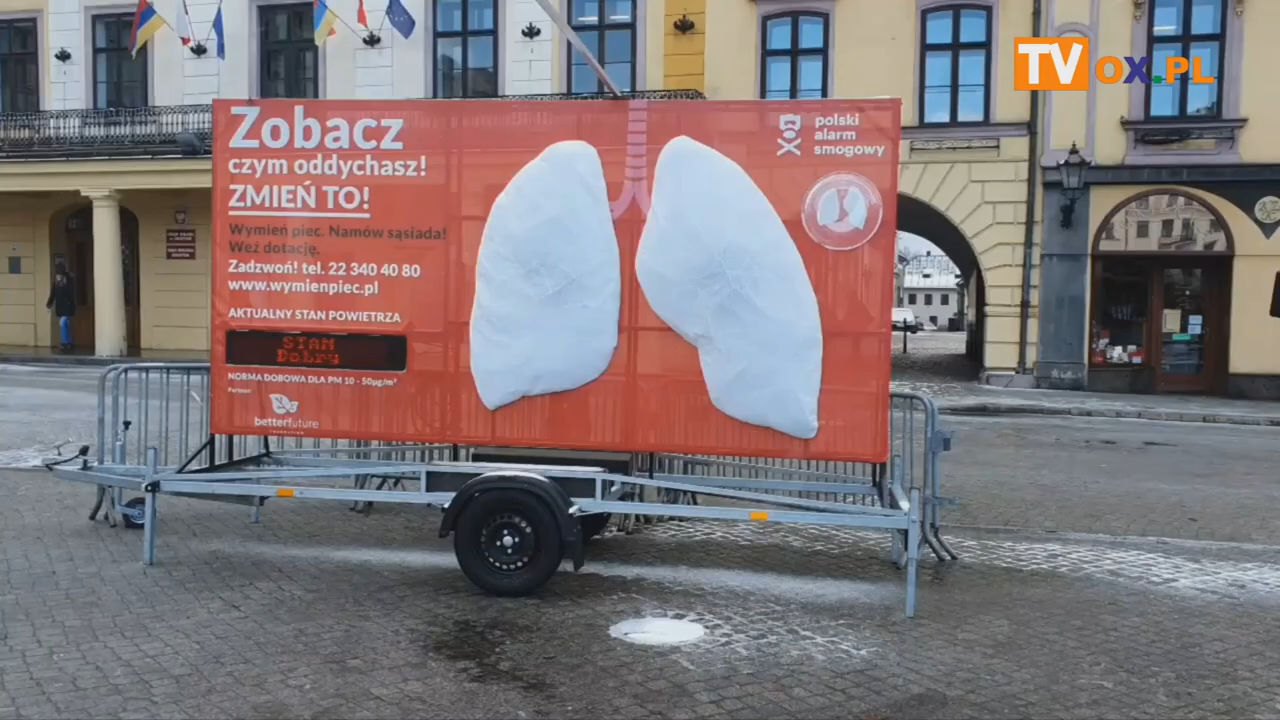 TVOX.PL
Zobacz
czym oddychasz!
ZMIEŃ TO!
Wymień piec. Namów sąsiada!
Weź dotację.
Zadzwoń! tel. 22 340 40 80
www.wymienpiec.pl
AKTUALNY STAN POWIETRZA
STAN
Dobry
NORMA DOBOWA DLA PM 10 - 50µg/m³
Partner:
betterfuture
polski
alarm
smogowy